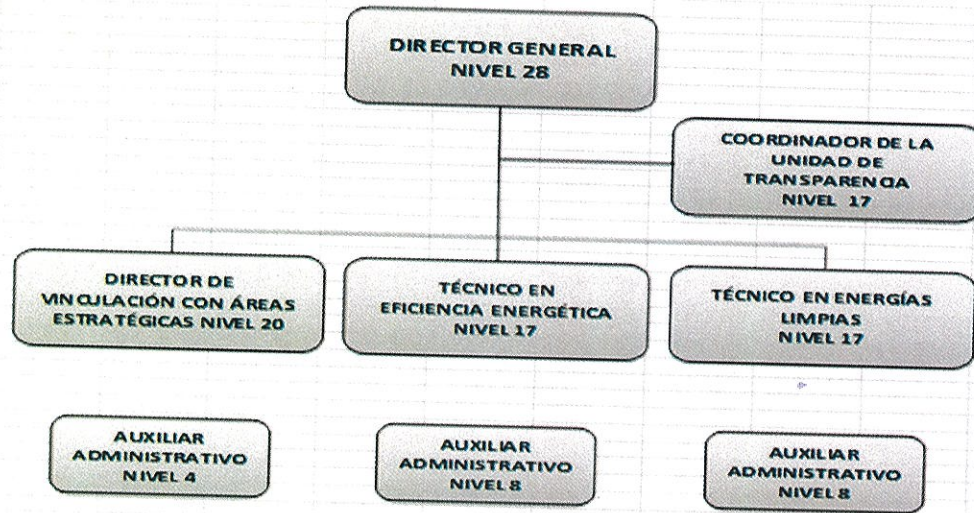 DIRECTOR GENERAL
NIVEL 28
COORDINADOR DE LA
UNIDAD DE
TRANSPARENCIA
NIVEL 17
DIRECTOR DE
VINCULACIÓN CON ÁREAS
ESTRATÉGICAS NIVEL 20
TÉCNICO EN
EFICIENCIA ENERGÉTICA
NIVEL 17
TÉCNICO EN ENERGÍAS
LIMPIAS
NIVEL 17
AUXILIAR
ADMINISTRATIVO
NIVEL 4
AUXILIAR
ADMINISTRATIVO
NIVEL 8
AUXILIAR
ADMINISTRATIVO
NIVEL 8